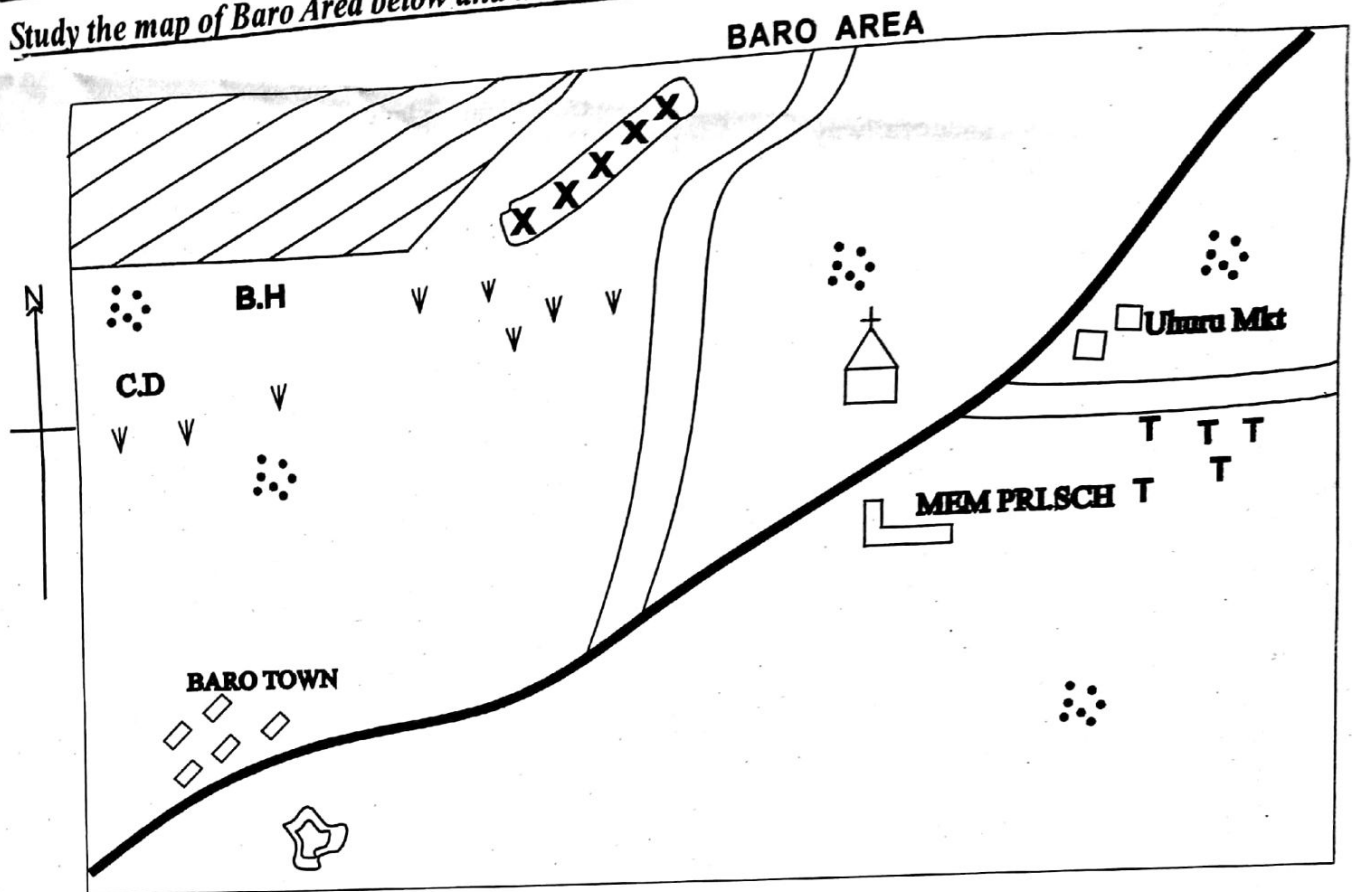 Study the map of Baro Area below and
BARO AREA
X X X X X
N
B.H
Uhuru Mkt
C.D
T T T
T
MEM PRI.SCH T
BARO TOWN